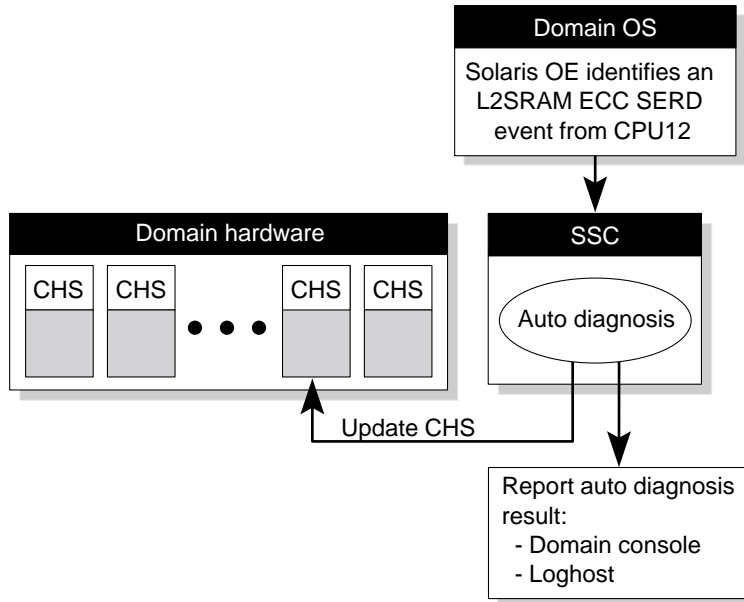 Domain OS
Solaris OE identifies an
L2SRAM ECC SERD
event from CPU12
Domain hardware
CHS
CHS
CHS
CHS
SSC
Auto diagnosis
Update CHS
Report auto diagnosis
result:
- Domain console
- Loghost